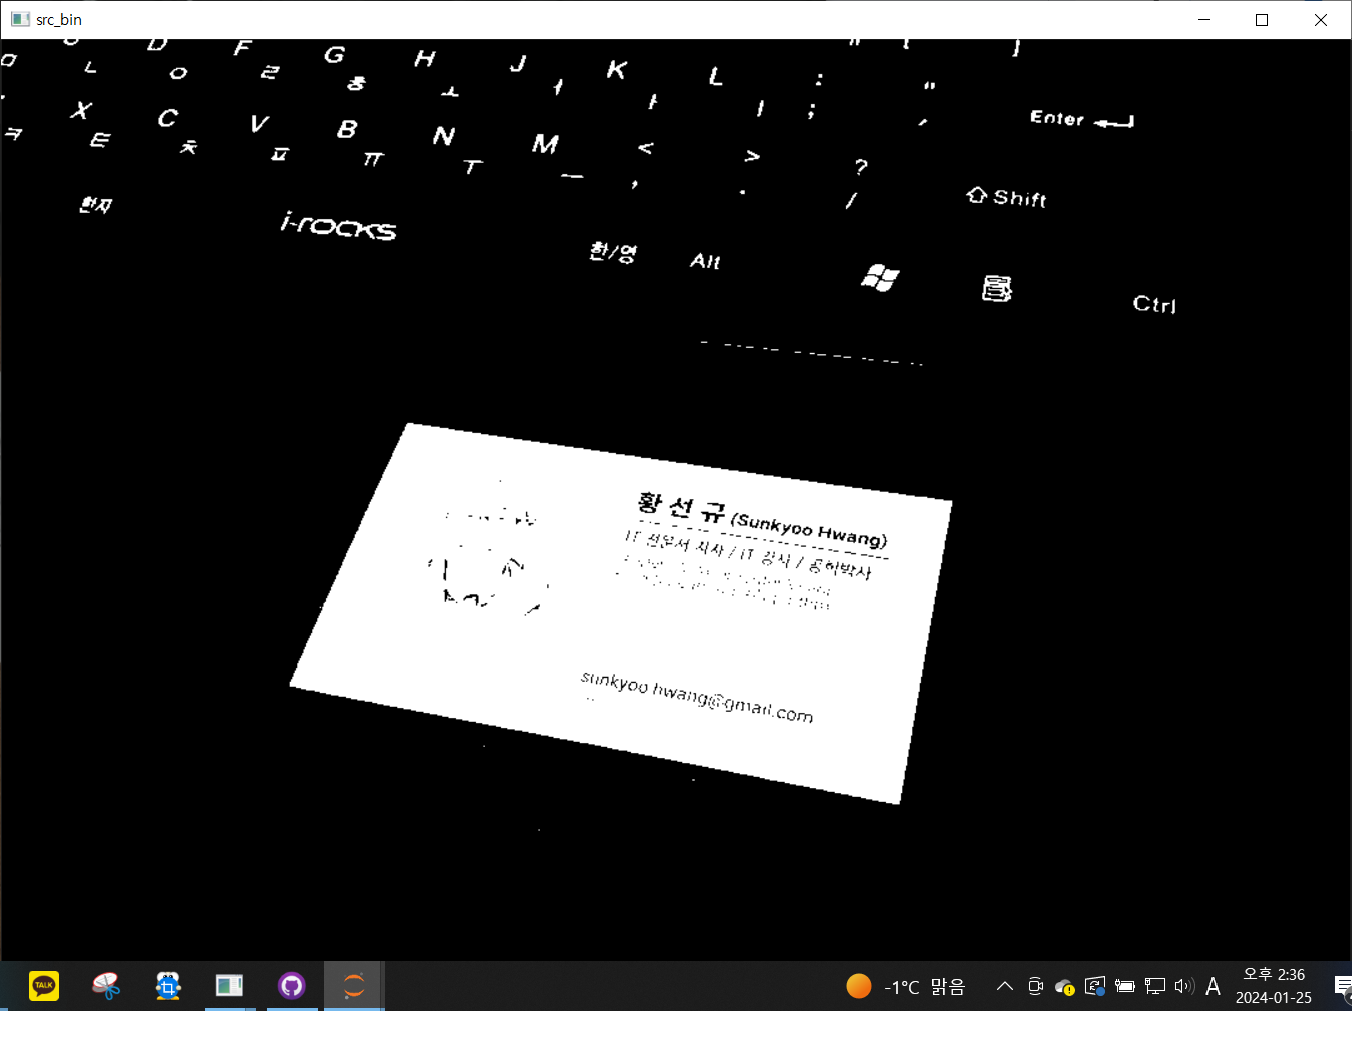 src_bin
ㅁ ㄴ D ㅇ F ㄹ G ㅎ H ㅗ J ㅓ K ㅏ L ㅣ : ; " ' Enter
ㅋ X ㅌ C ㅊ V ㅍ B ㅠ N ㅜ M ㅡ < , > . ? / Shift
한자 i-rocks 한/영 Alt Ctrl
황 선 규 (Sunkyoo Hwang)
IT 전문서 저자 / IT 강사 / 공학박사
sunkyoo.hwang@gmail.com
TALK -1°C 맑음 A 오후 2:36
2024-01-25